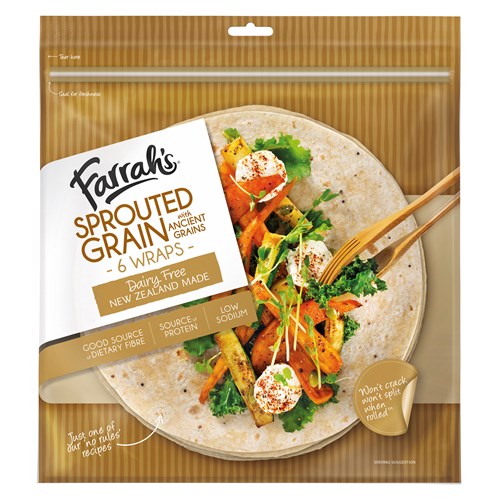 Tear here
Seal for freshness
Farrah's®
SPROUTED
GRAIN with ANCIENT GRAINS
- 6 WRAPS -
Dairy Free
NEW ZEALAND MADE
GOOD SOURCE of DIETARY FIBRE
SOURCE of PROTEIN
LOW SODIUM
Won't crack,
won't split
when
rolled™
Just one of
our 'no rules'
recipes
SERVING SUGGESTION